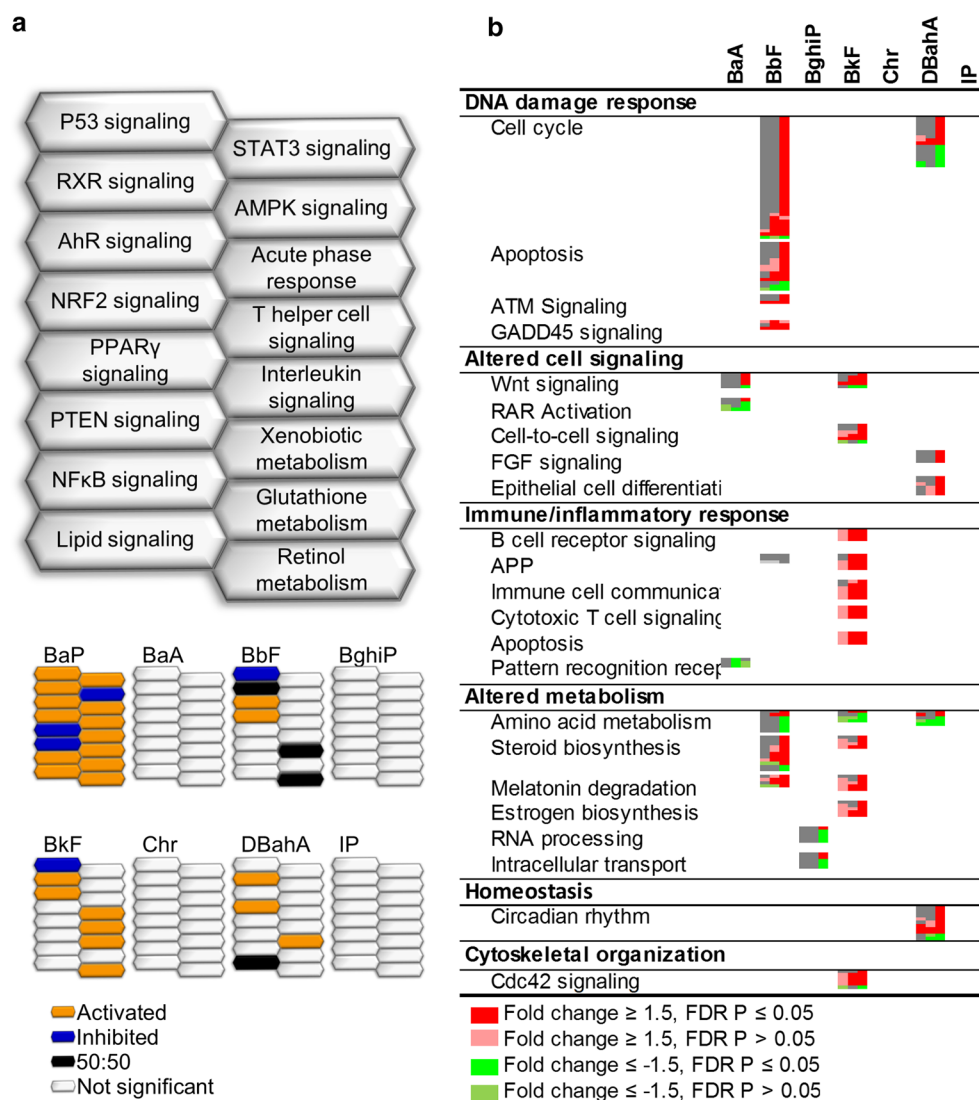 a
P53 signaling
STAT3 signaling
RXR signaling
AMPK signaling
AhR signaling
Acute phase
response
NRF2 signaling
T helper cell
signaling
PPARγ
signaling
Interleukin
signaling
PTEN signaling
Xenobiotic
metabolism
NFκB signaling
Glutathione
metabolism
Lipid signaling
Retinol
metabolism
BaP BaA BbF BghiP
BkF Chr DBahA IP
Activated
Inhibited
50:50
Not significant
b
BaA BbF BghiP BkF Chr DBahA IP
DNA damage response
Cell cycle
Apoptosis
ATM Signaling
GADD45 signaling
Altered cell signaling
Wnt signaling
RAR Activation
Cell-to-cell signaling
FGF signaling
Epithelial cell differentiati
Immune/inflammatory response
B cell receptor signaling
APP
Immune cell communica
Cytotoxic T cell signaling
Apoptosis
Pattern recognition recep
Altered metabolism
Amino acid metabolism
Steroid biosynthesis
Melatonin degradation
Estrogen biosynthesis
RNA processing
Intracellular transport
Homeostasis
Circadian rhythm
Cytoskeletal organization
Cdc42 signaling
Fold change ≥ 1.5, FDR P ≤ 0.05
Fold change ≥ 1.5, FDR P > 0.05
Fold change ≤ -1.5, FDR P ≤ 0.05
Fold change ≤ -1.5, FDR P > 0.05